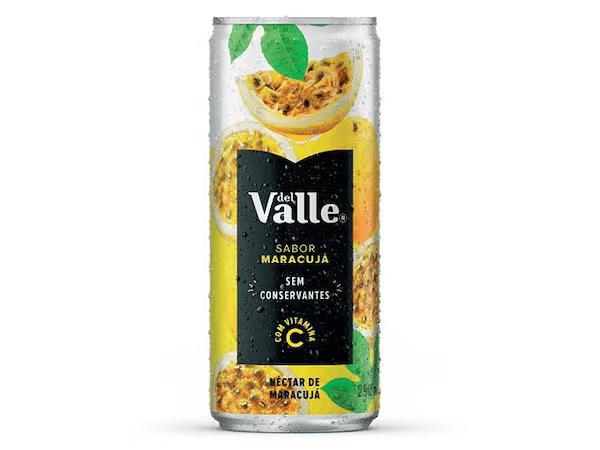 del
Valle®
SABOR
MARACUJÁ
SEM
CONSERVANTES
COM VITAMINA
C
NÉCTAR DE
MARACUJÁ